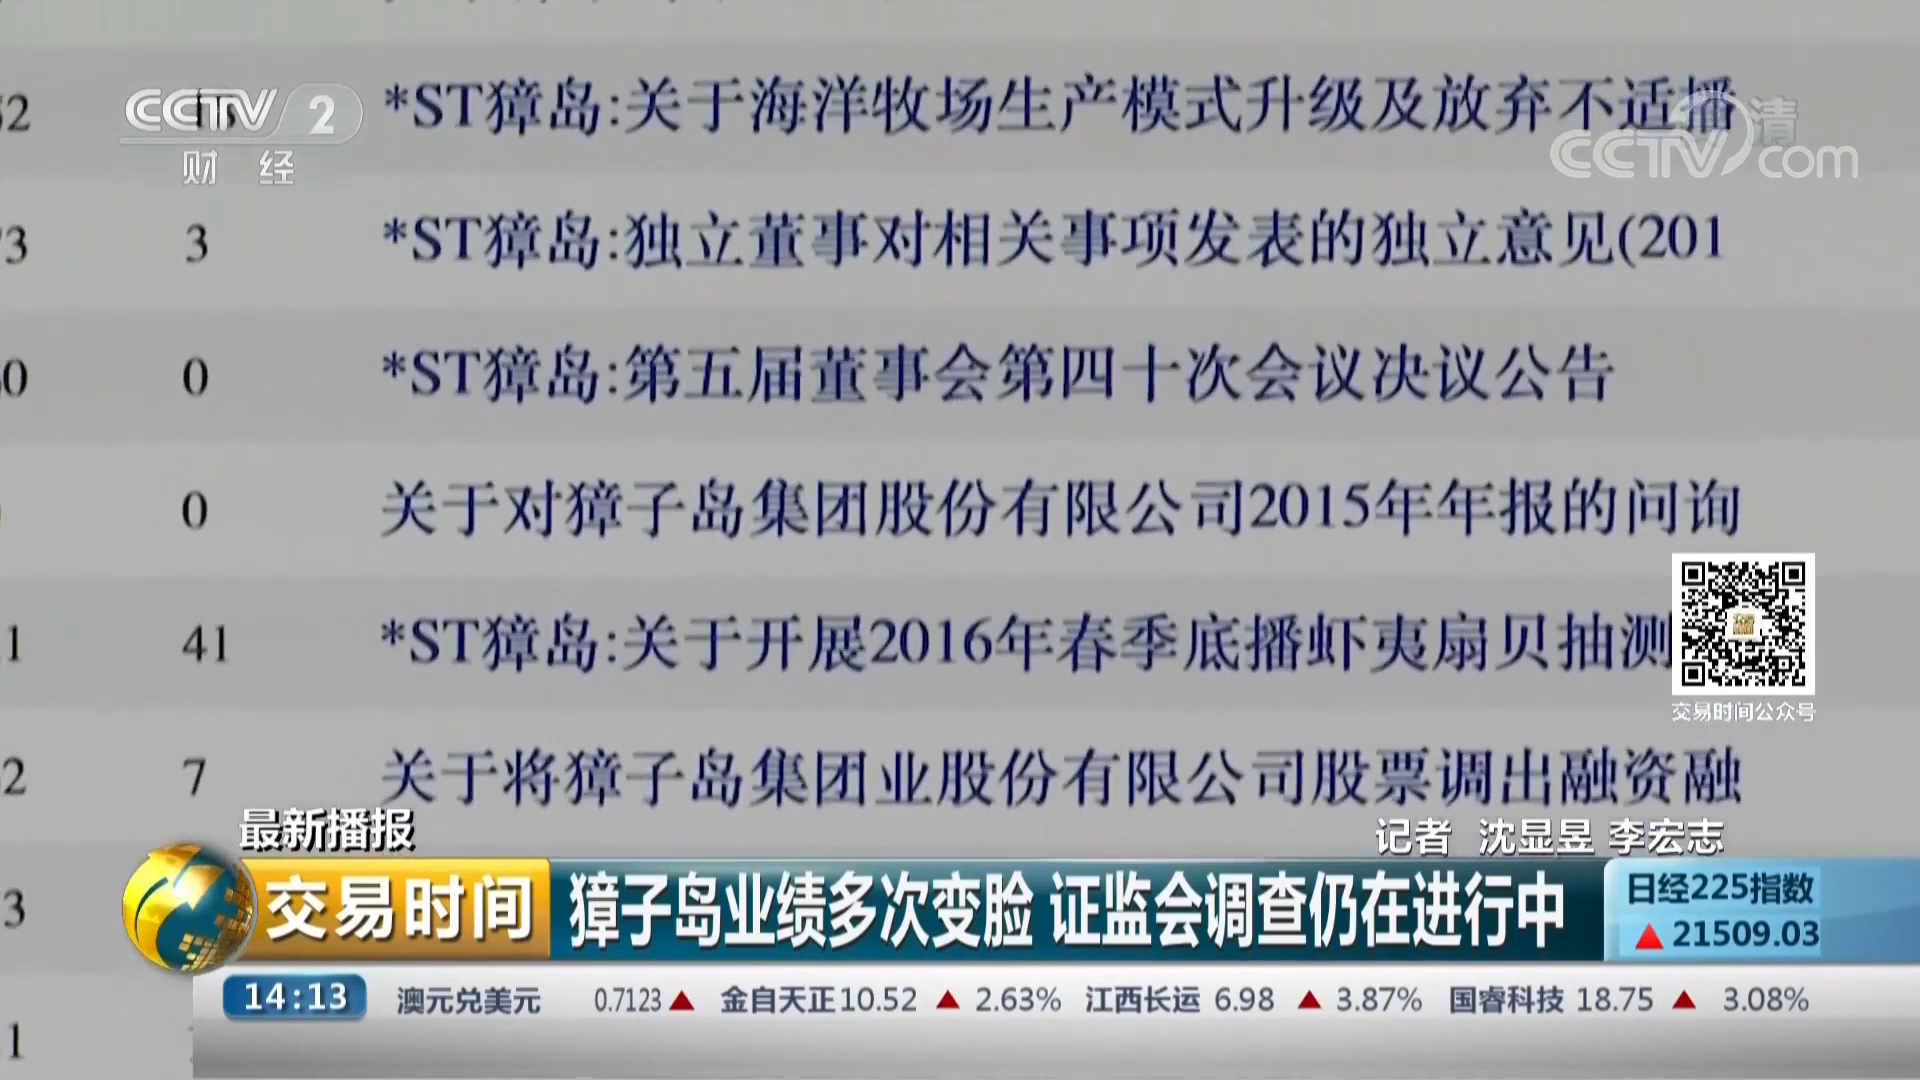 52 *ST獐岛:关于海洋牧场生产模式升级及放弃不适播
CCTV 2
财经
CCTV.com
73 3 *ST獐岛:独立董事对相关事项发表的独立意见(201
0 *ST獐岛:第五届董事会第四十次会议决议公告
0 关于对獐子岛集团股份有限公司2015年年报的问询
1 41 *ST獐岛:关于开展2016年春季底播虾夷扇贝抽测
交易时间公众号
2 7 关于将獐子岛集团业股份有限公司股票调出融资融
最新播报
记者 沈显昱 李宏志
3
交易时间 獐子岛业绩多次变脸 证监会调查仍在进行中
日经225指数
▲21509.03
1
14:13 澳元兑美元 0.7123▲ 金自天正10.52 ▲ 2.63% 江西长运 6.98 ▲ 3.87% 国睿科技 18.75 ▲ 3.08%